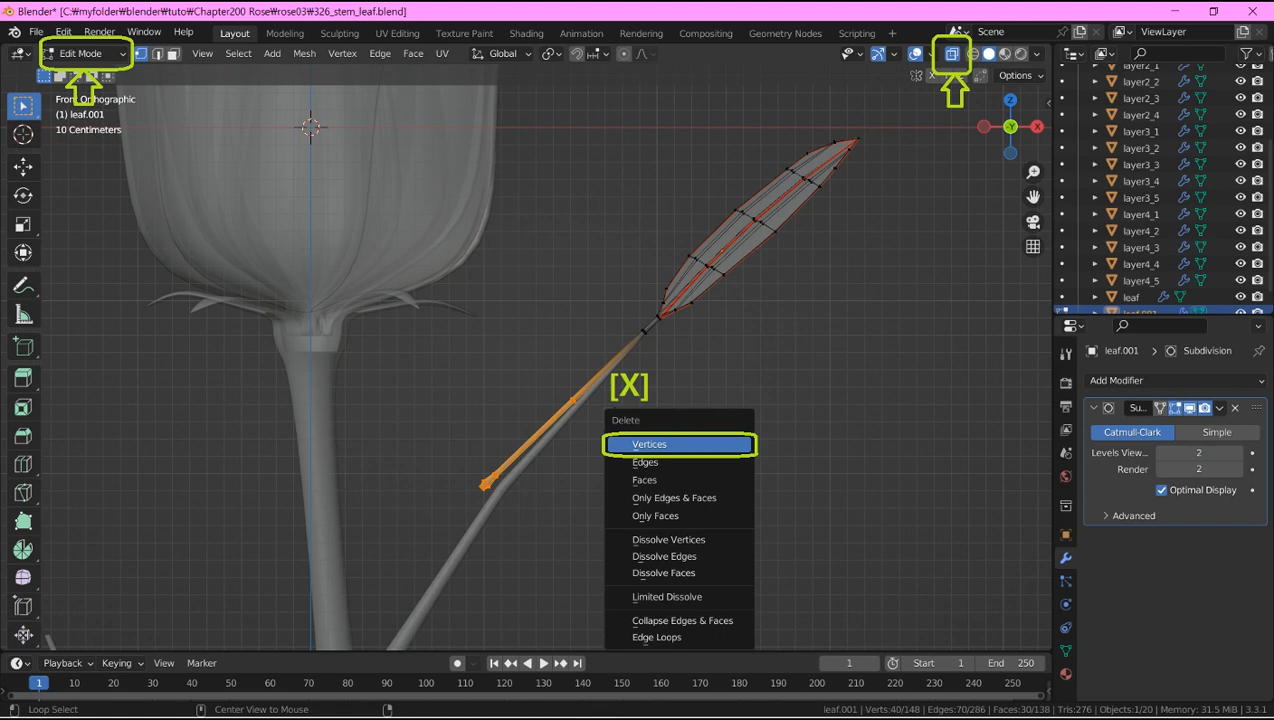 Blender* [C:₩myfolder₩blender₩tuto₩Chapter200 Rose₩rose03₩326_stem_leaf.blend]
File Edit Render Window Help Layout Modeling Sculpting UV Editing Texture Paint Shading Animation Rendering Compositing Geometry Nodes Scripting Scene ViewLayer
Edit Mode View Select Add Mesh Vertex Edge Face UV Global
X Options
Front Orthographic
(1) leaf.001
10 Centimeters
Z
Y
X
layer2_1
layer2_2
layer2_3
layer2_4
layer3_1
layer3_2
layer3_3
layer3_4
layer3_5
layer4_1
layer4_2
layer4_3
layer4_4
layer4_5
leaf
leaf.001
[X]
Delete
Vertices
Edges
Faces
Only Edges & Faces
Only Faces
Dissolve Vertices
Dissolve Edges
Dissolve Faces
Limited Dissolve
Collapse Edges & Faces
Edge Loops
leaf.001 Subdivision
Add Modifier
Su...
Catmull-Clark Simple
Levels View... 2
Render 2
Optimal Display
Advanced
Playback Keying View Marker 1 Start 1 End 250
1 10 20 30 40 50 60 70 80 90 100 110 120 130 140 150 160 170 180 190 200 210 220 230 240 250
Loop Select Center View to Mouse leaf.001 | Verts:40/148 | Edges:70/286 | Faces:30/138 | Tris:276 | Objects:1/20 | Memory: 31.5 MiB | 3.3.1